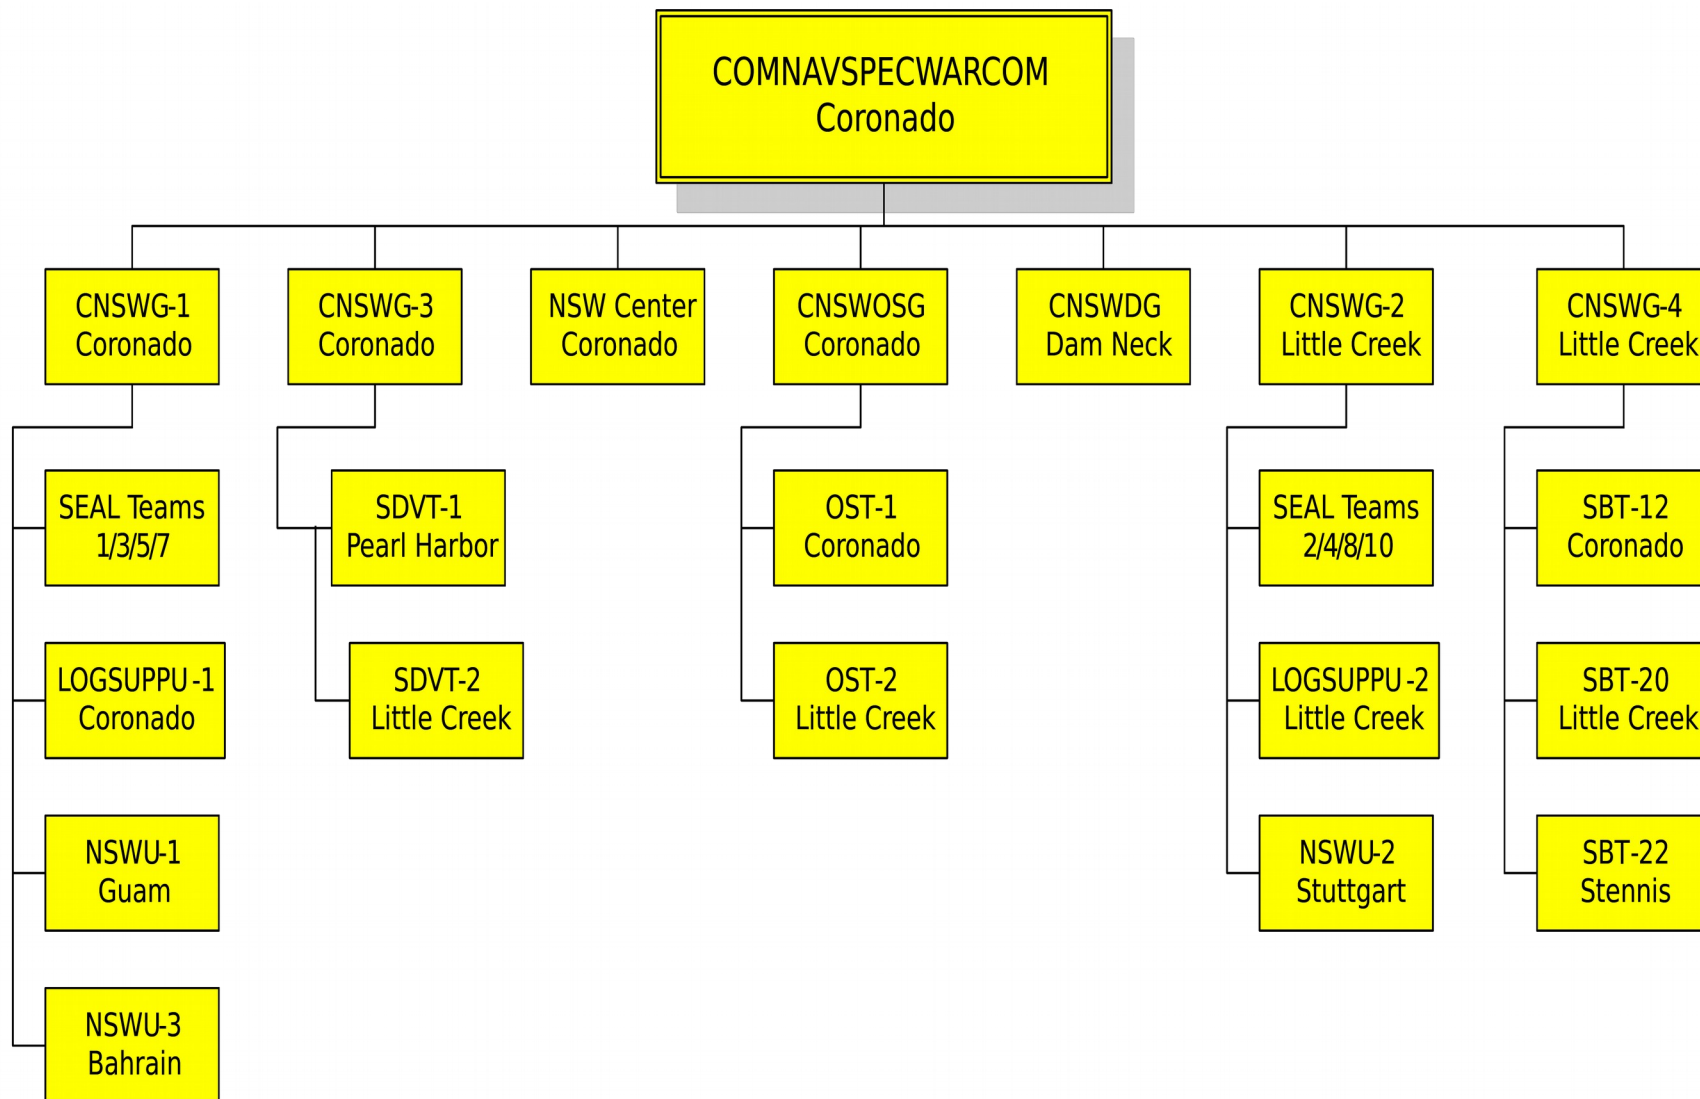 COMNAVSPECWARCOM
Coronado
CNSWG-1
Coronado
CNSWG-3
Coronado
NSW Center
Coronado
CNSWOSG
Coronado
CNSWDG
Dam Neck
CNSWG-2
Little Creek
CNSWG-4
Little Creek
SEAL Teams
1/3/5/7
SDVT-1
Pearl Harbor
OST-1
Coronado
SEAL Teams
2/4/8/10
SBT-12
Coronado
LOGSUPPU-1
Coronado
SDVT-2
Little Creek
OST-2
Little Creek
LOGSUPPU-2
Little Creek
SBT-20
Little Creek
NSWU-1
Guam
NSWU-2
Stuttgart
SBT-22
Stennis
NSWU-3
Bahrain